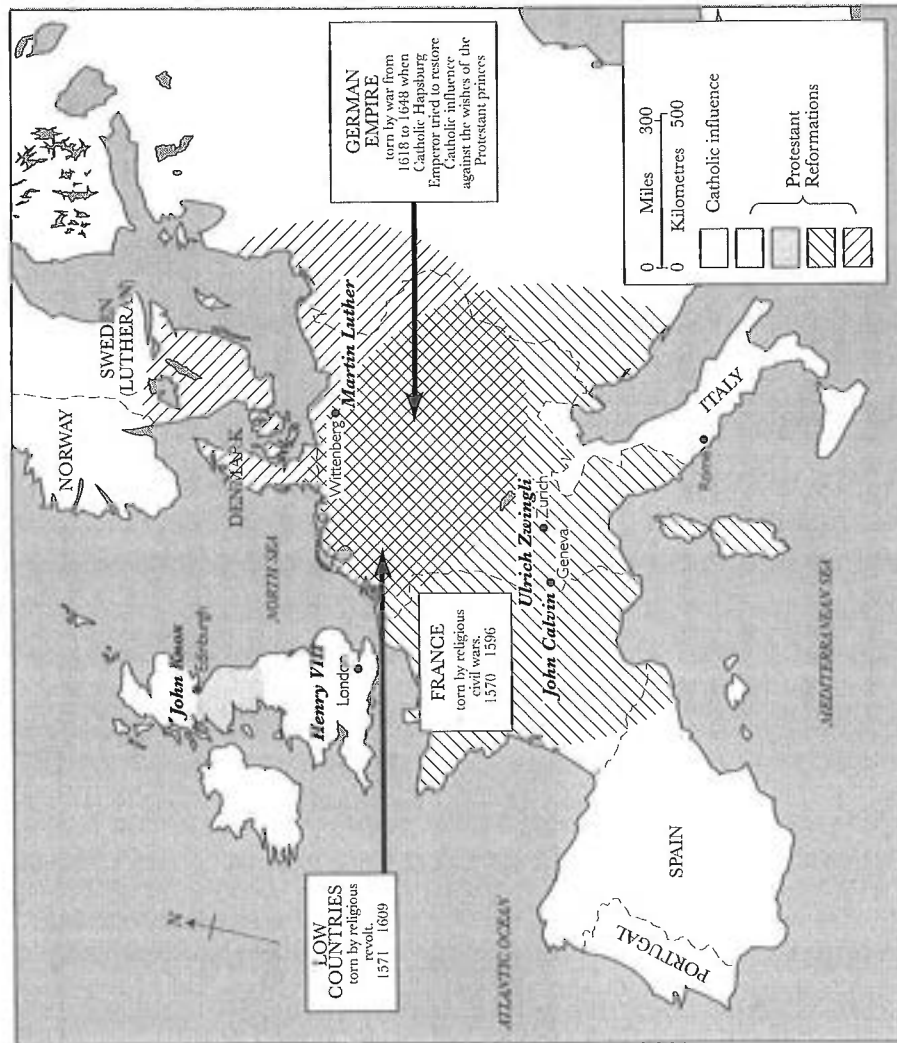 NORWAY
SWEDEN
(LUTHERAN)
DENMARK
NORTH SEA
John Knox
Edinburgh
Henry VIII
London
N
LOW
COUNTRIES
torn by religious
revolt.
1571 1609
FRANCE
torn by religious
civil wars.
1570 1596
GERMAN
EMPIRE
torn by war from
1618 to 1648 when
Catholic Hapsburg
Emperor tried to restore
Catholic influence
against the wishes of the
Protestant princes
Wittenberg
Martin Luther
Ulrich Zwingli
Zurich
John Calvin
Geneva
ATLANTIC OCEAN
PORTUGAL
SPAIN
ITALY
Rome
MEDITERRANEAN SEA
0 Miles 300
0 Kilometres 500
Catholic influence
Protestant
Reformations